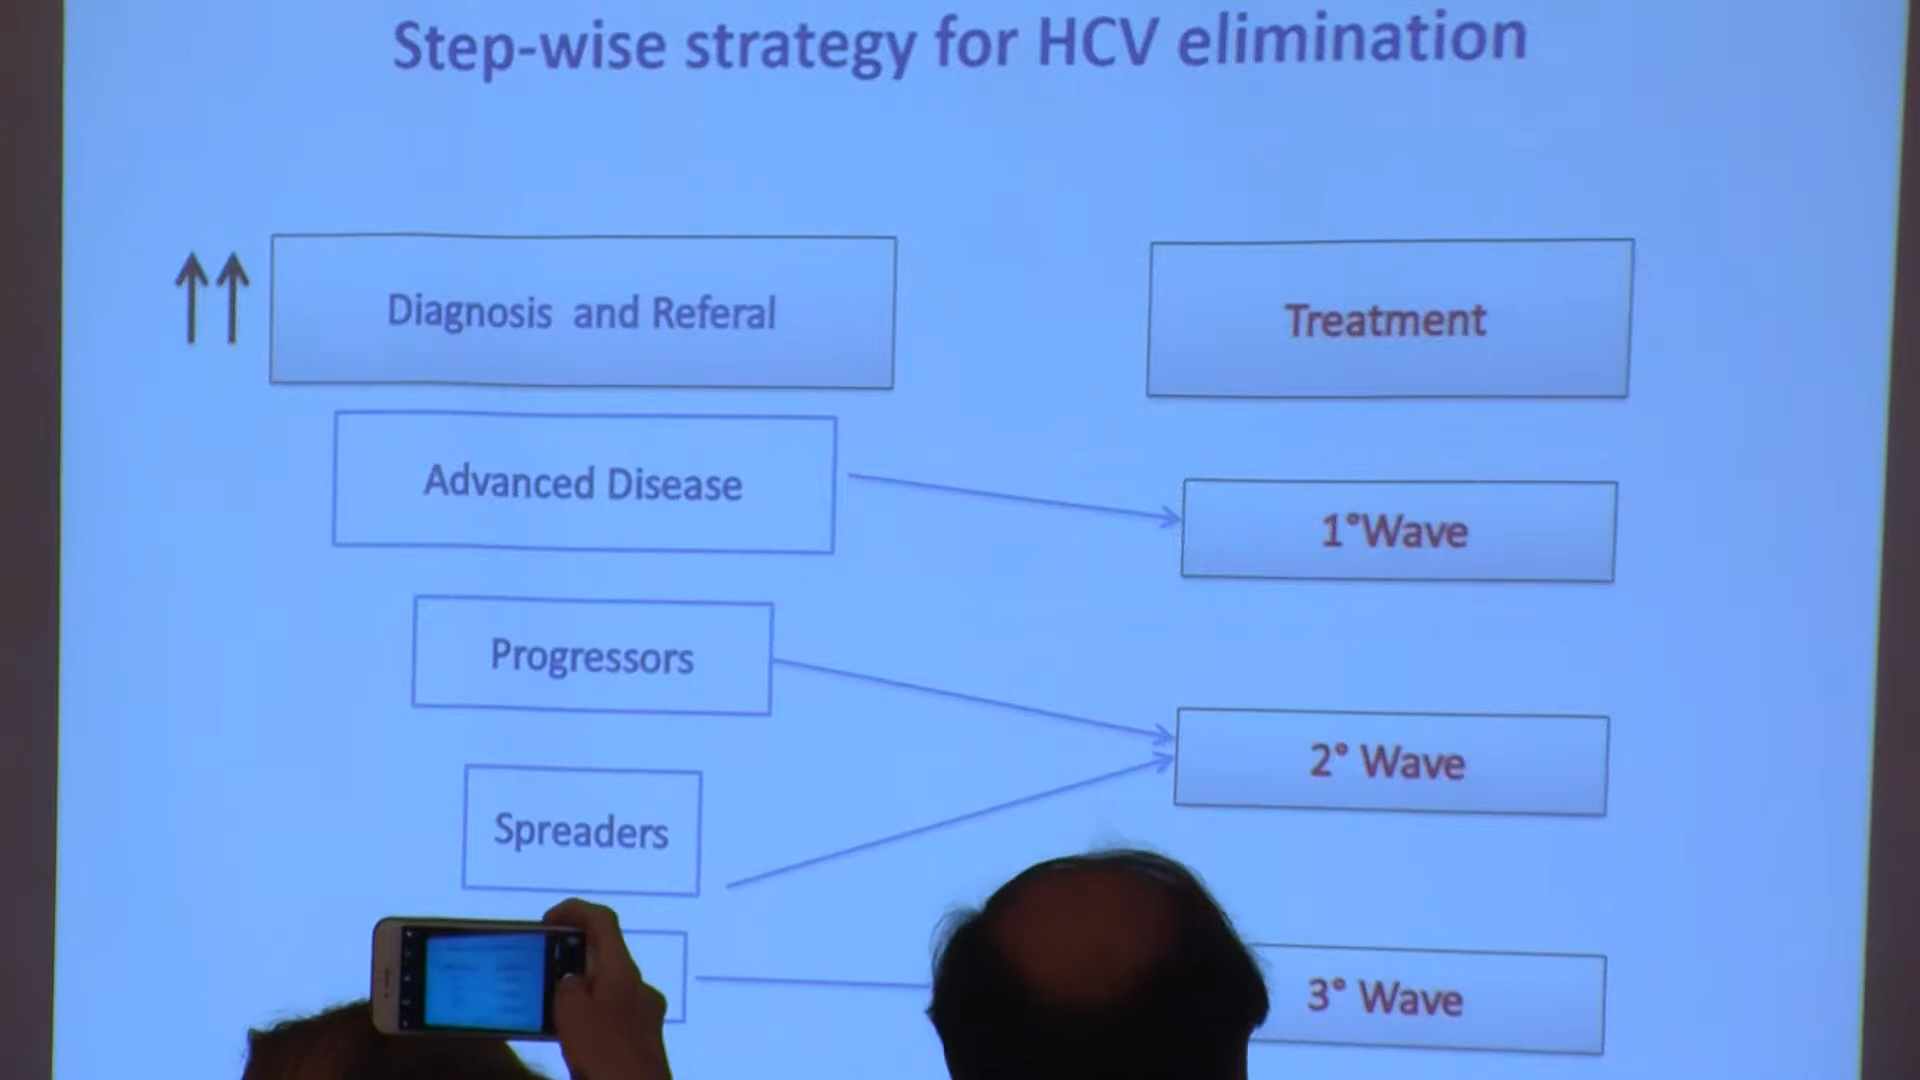 Step-wise strategy for HCV elimination
Diagnosis and Referal
Treatment
Advanced Disease
1°Wave
Progressors
2° Wave
Spreaders
3° Wave